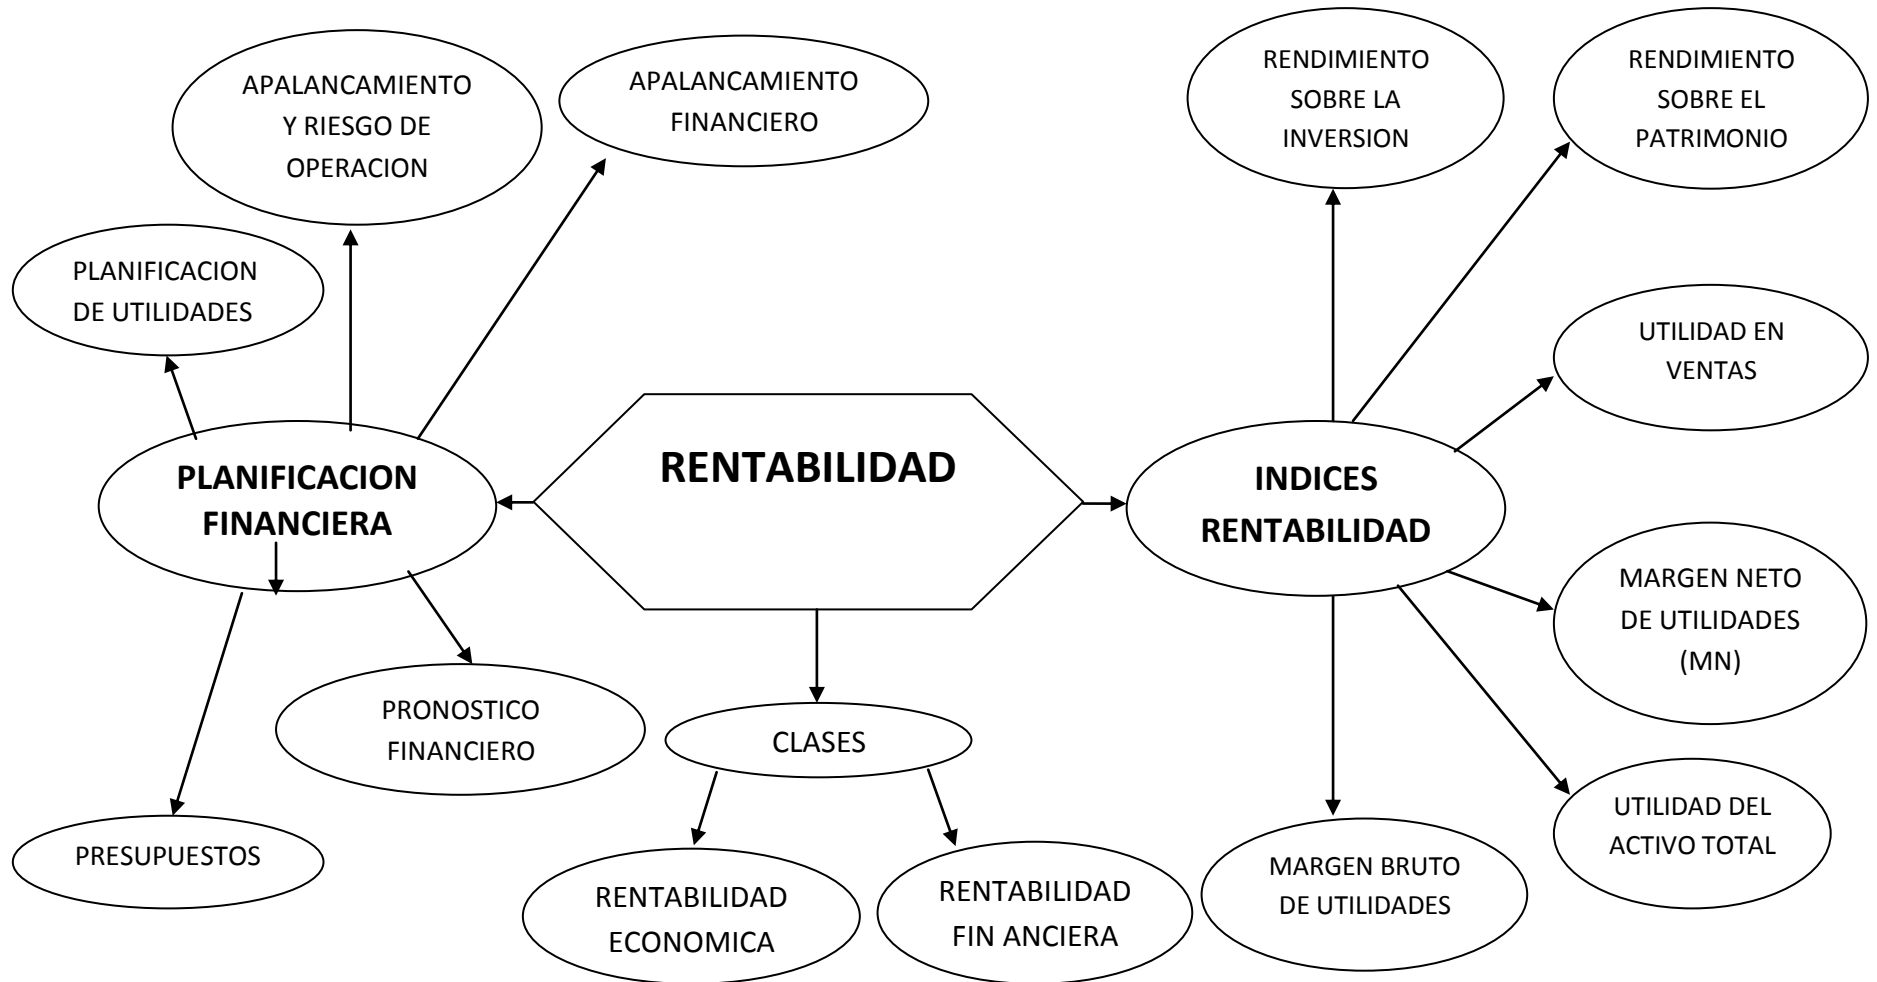 APALANCAMIENTO
Y RIESGO DE
OPERACION
APALANCAMIENTO
FINANCIERO
RENDIMIENTO
SOBRE LA
INVERSION
RENDIMIENTO
SOBRE EL
PATRIMONIO
PLANIFICACION
DE UTILIDADES
UTILIDAD EN
VENTAS
PLANIFICACION
FINANCIERA
RENTABILIDAD
INDICES
RENTABILIDAD
MARGEN NETO
DE UTILIDADES
(MN)
PRONOSTICO
FINANCIERO
CLASES
PRESUPUESTOS
UTILIDAD DEL
ACTIVO TOTAL
RENTABILIDAD
ECONOMICA
RENTABILIDAD
FIN ANCIERA
MARGEN BRUTO
DE UTILIDADES